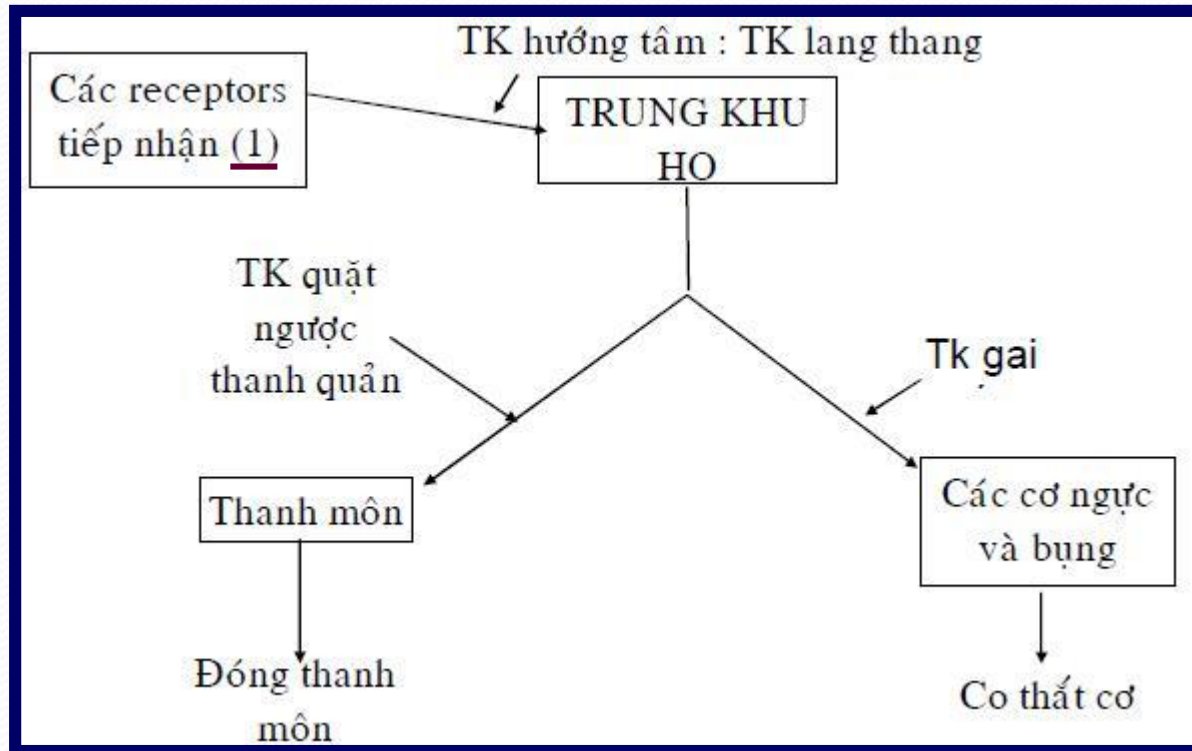 TK hướng tâm : TK lang thang
Các receptors
tiếp nhận (1)
TRUNG KHU
HO
TK quặt
ngược
thanh quản
Tk gai
Thanh môn
Các cơ ngực
và bụng
Đóng thanh
môn
Co thắt cơ